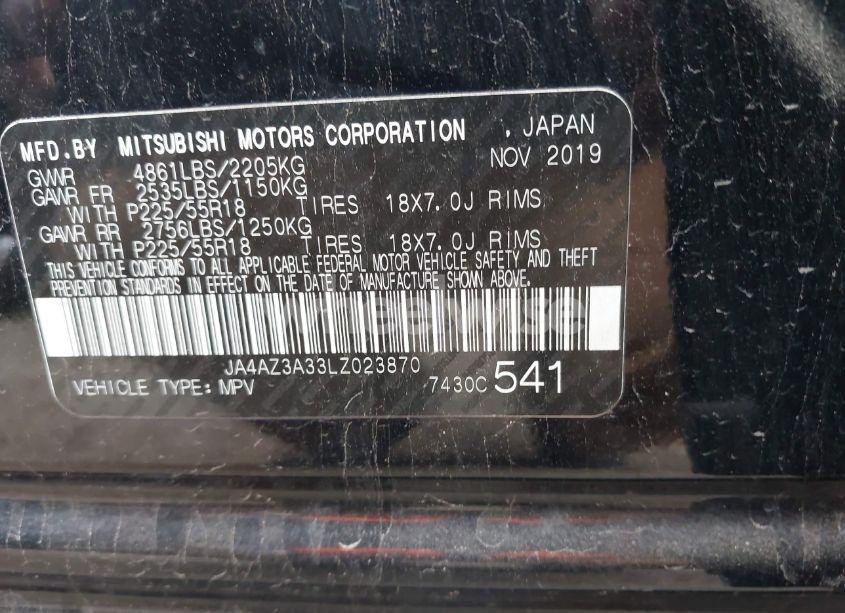 MFD.BY MITSUBISHI MOTORS CORPORATION , JAPAN
GVWR 4861LBS/2205KG NOV 2019
GAWR FR 2535LBS/1150KG
WITH P225/55R18 TIRES 18X7.0J RIMS
GAWR RR 2756LBS/1250KG
WITH P225/55R18 TIRES 18X7.0J RIMS
THIS VEHICLE CONFORMS TO ALL APPLICABLE FEDERAL MOTOR VEHICLE SAFETY AND THEFT
PREVENTION STANDARDS IN EFFECT ON THE DATE OF MANUFACTURE SHOWN ABOVE.
JA4AZ3A33LZ023870
VEHICLE TYPE: MPV 7430C 541